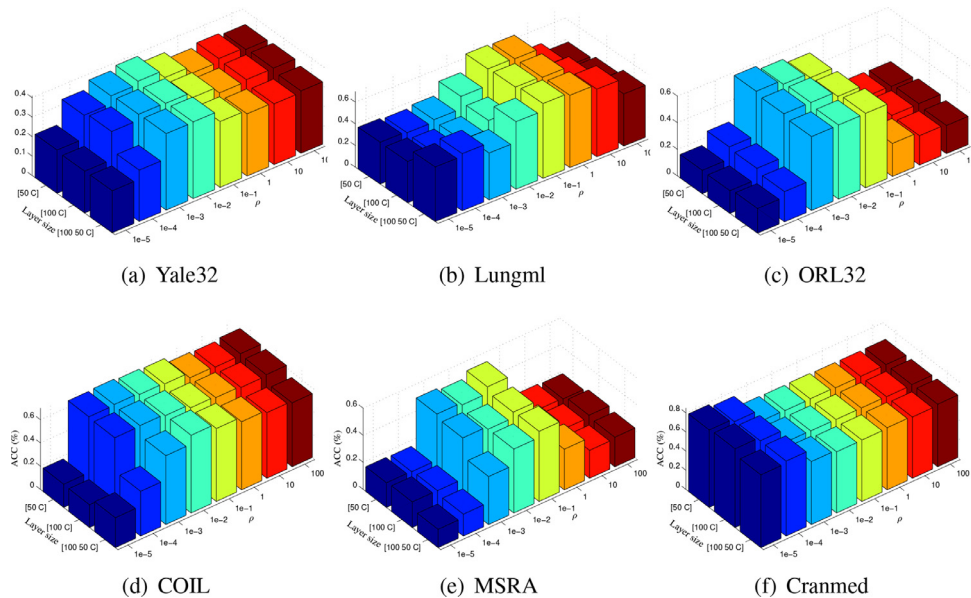 0.4
0.3
0.2
0.1
0
[50 C]
[100 C]
[100 50 C]
Layer size
1e-5
1e-4
1e-3
1e-2
1e-1
1
10
ρ
(a) Yale32
0.6
0.4
0.2
0
[50 C]
[100 C]
[100 50 C]
Layer size
1e-5
1e-4
1e-3
1e-2
1e-1
1
10
ρ
(b) Lungml
0.6
0.4
0.2
0
[50 C]
[100 C]
[100 50 C]
Layer size
1e-5
1e-4
1e-3
1e-2
1e-1
1
10
ρ
(c) ORL32
ACC (%)
0.6
0.4
0.2
0
[50 C]
[100 C]
[100 50 C]
Layer size
1e-5
1e-4
1e-3
1e-2
1e-1
1
10
100
ρ
(d) COIL
ACC (%)
0.6
0.4
0.2
0
[50 C]
[100 C]
[100 50 C]
Layer size
1e-5
1e-4
1e-3
1e-2
1e-1
1
10
100
ρ
(e) MSRA
ACC (%)
0.8
0.6
0.4
0.2
0
[50 C]
[100 C]
[100 50 C]
Layer size
1e-5
1e-4
1e-3
1e-2
1e-1
1
10
100
ρ
(f) Cranmed